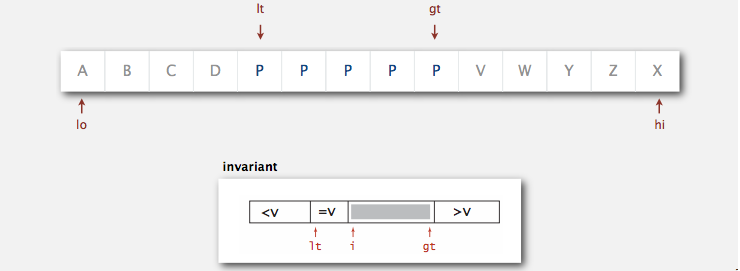 lt gt
A B C D P P P P P V W Y Z X
lo hi
invariant
<v =v >v
lt i gt